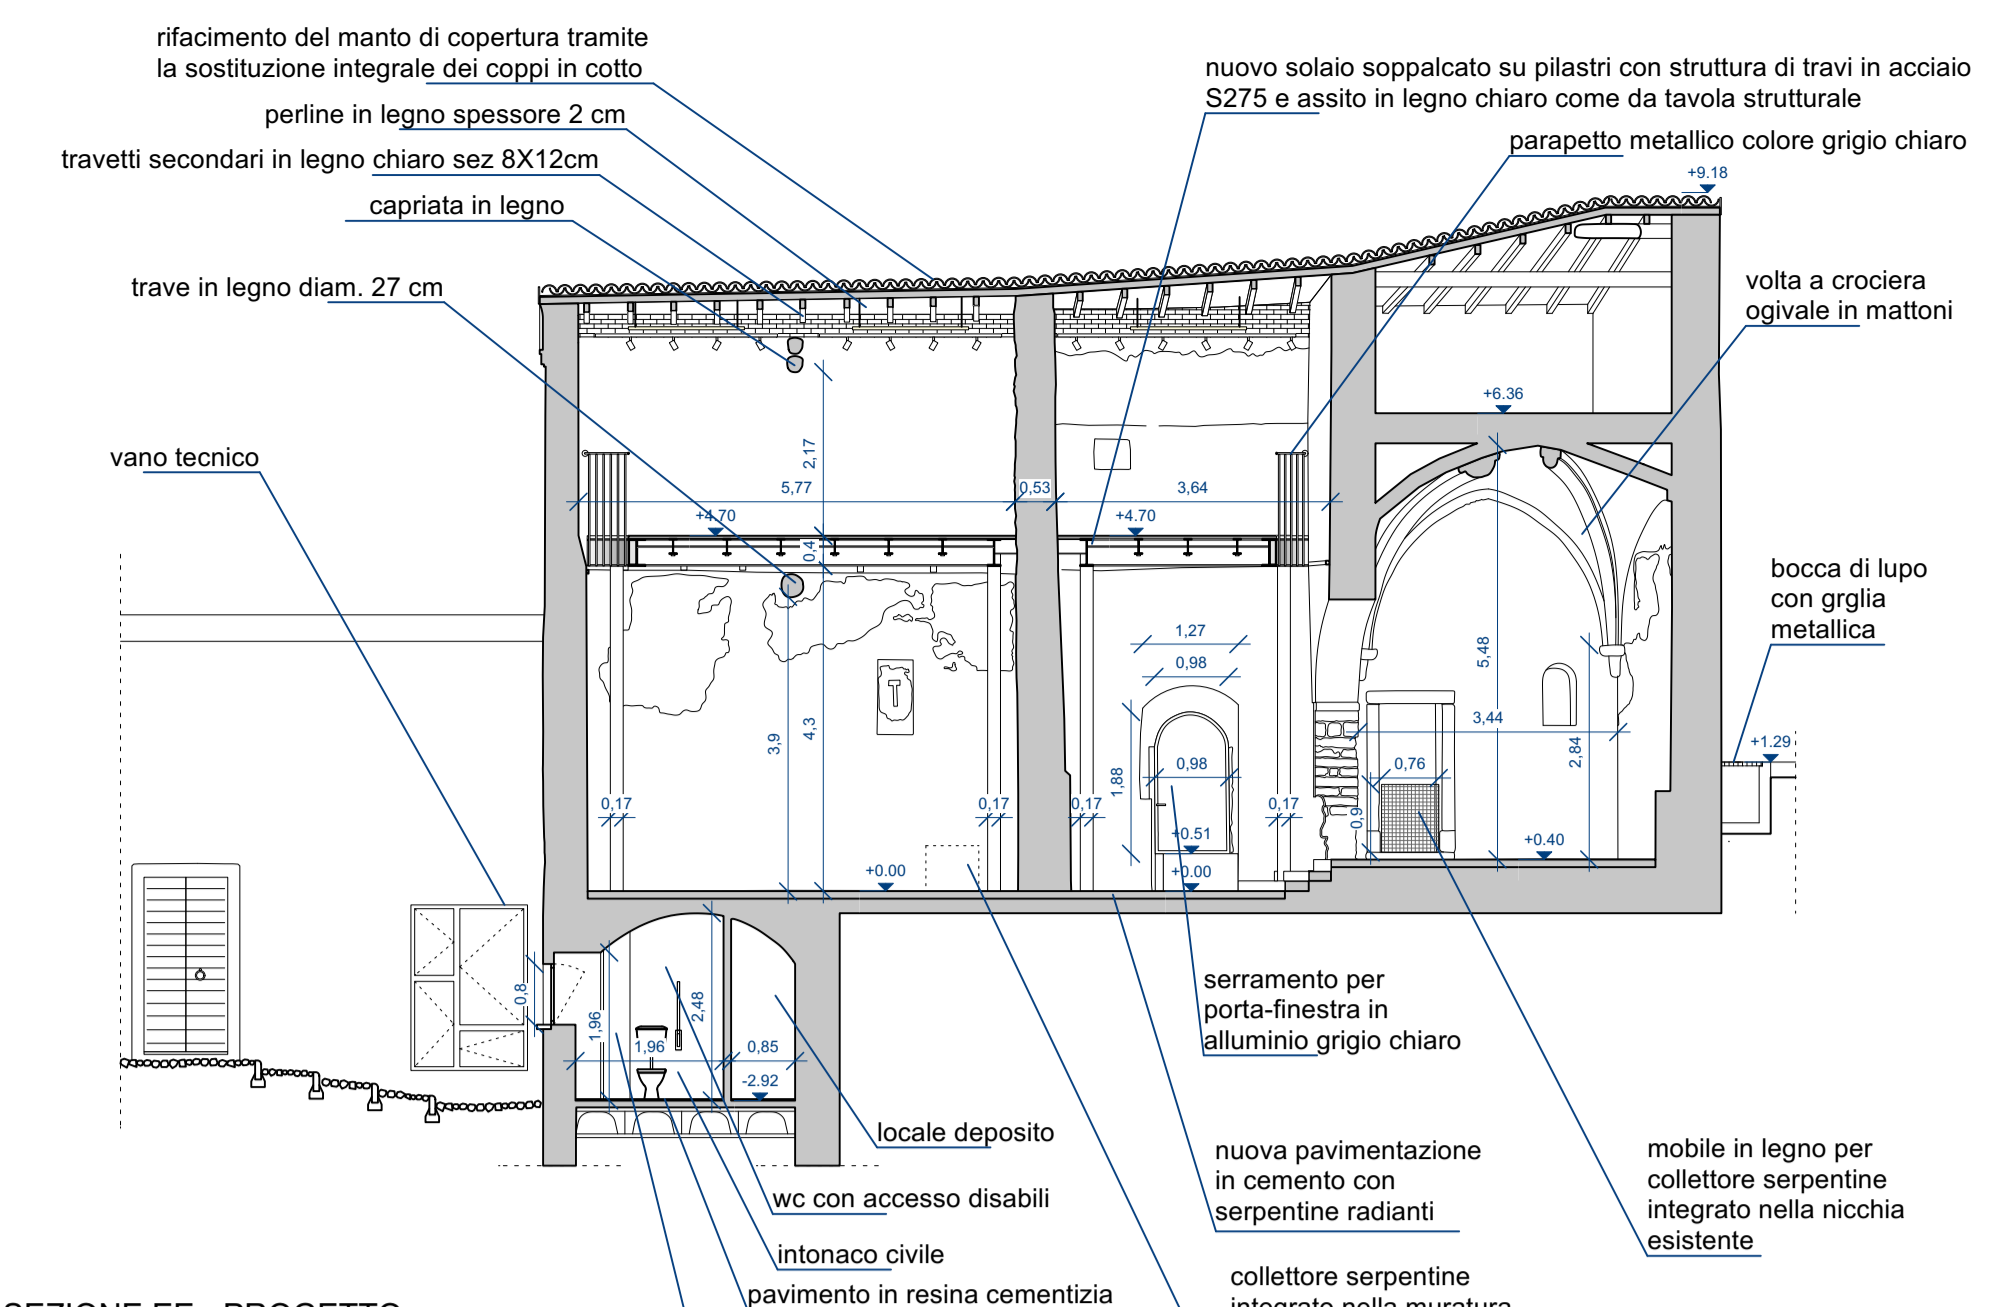 rifacimento del manto di copertura tramite
la sostituzione integrale dei coppi in cotto
perline in legno spessore 2 cm
travetti secondari in legno chiaro sez 8X12cm
capriata in legno
trave in legno diam. 27 cm
vano tecnico
nuovo solaio soppalcato su pilastri con struttura di travi in acciaio
S275 e assito in legno chiaro come da tavola strutturale
parapetto metallico colore grigio chiaro
+9.18
volta a crociera
ogivale in mattoni
+6.36
2,17
5,77
0,53
3,64
+4.70
+4.70
0,4
bocca di lupo
con grglia
metallica
1,27
0,98
5,48
3,44
2,84
+1.29
3,9
4,3
1,88
0,98
0,76
0,17
0,17
0,17
0,17
0,9
+0.51
+0.40
+0.00
+0.00
T
0,8
1,96
2,48
1,96
0,85
-2.92
serramento per
porta-finestra in
alluminio grigio chiaro
locale deposito
wc con accesso disabili
intonaco civile
pavimento in resina cementizia
nuova pavimentazione
in cemento con
serpentine radianti
mobile in legno per
collettore serpentine
integrato nella nicchia
esistente
collettore serpentine
integrato nella muratura
SEZIONE EE - PROGETTO